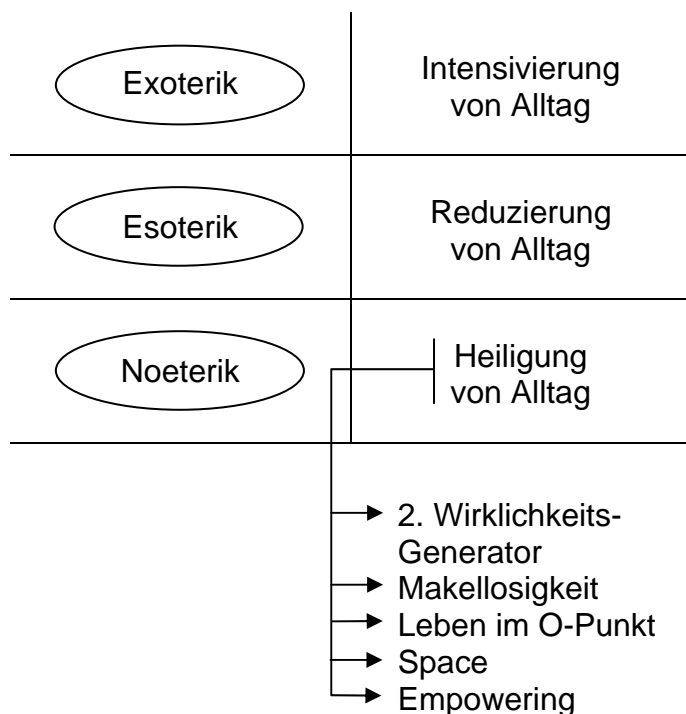 Exoterik
Intensivierung
von Alltag
Esoterik
Reduzierung
von Alltag
Noeterik
Heiligung
von Alltag
2. Wirklichkeits-
Generator
Makellosigkeit
Leben im O-Punkt
Space
Empowering